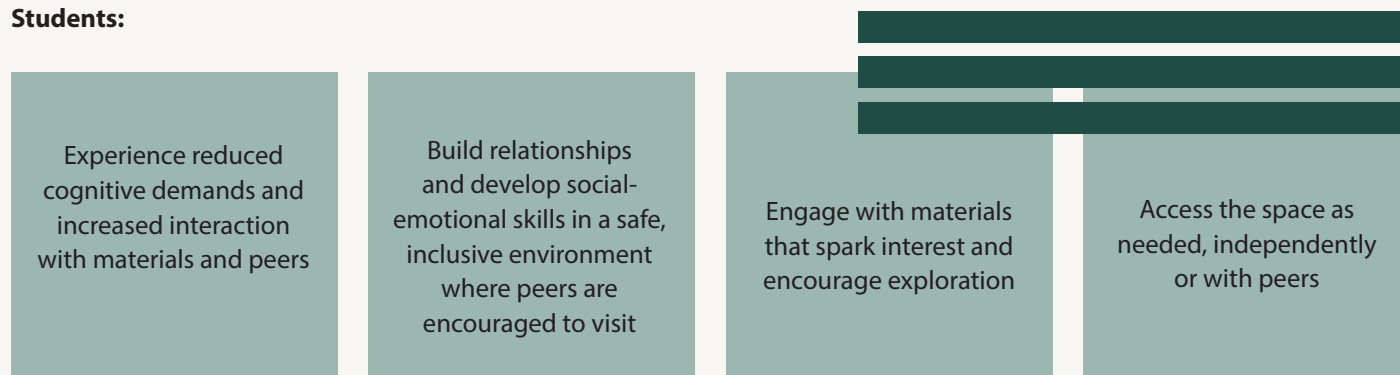 Students:
Experience reduced
cognitive demands and
increased interaction
with materials and peers
Build relationships
and develop social-
emotional skills in a safe,
inclusive environment
where peers are
encouraged to visit
Engage with materials
that spark interest and
encourage exploration
Access the space as
needed, independently
or with peers